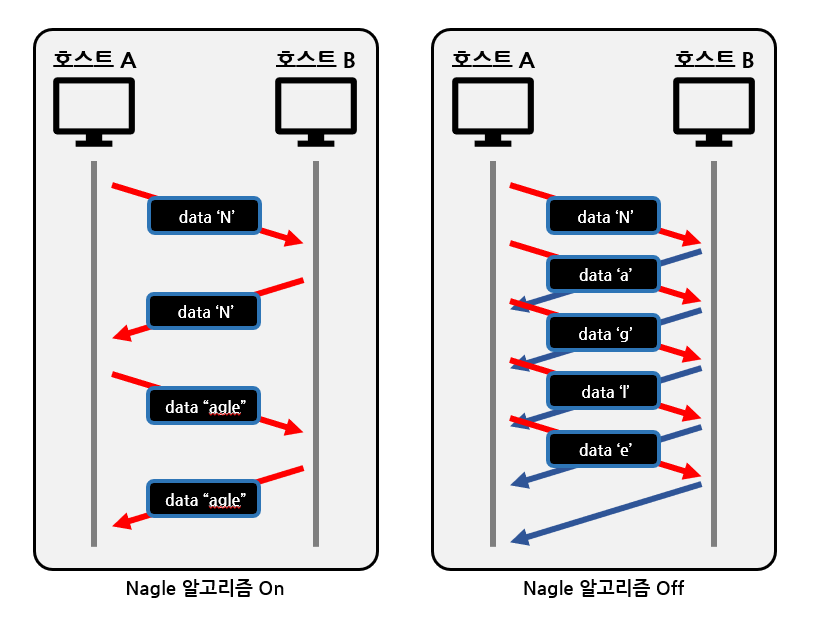 호스트 A
호스트 B
data ‘N’
data ‘N’
data “agle”
data “agle”
Nagle 알고리즘 On
호스트 A
호스트 B
data ‘N’
data ‘a’
data ‘g’
data ‘l’
data ‘e’
Nagle 알고리즘 Off